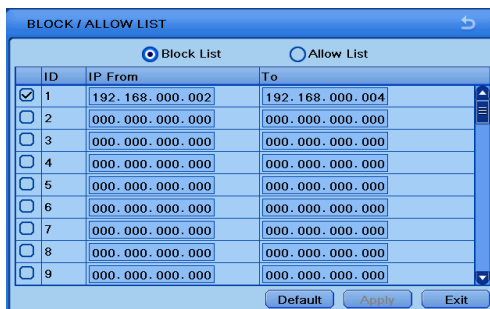 BLOCK / ALLOW LIST
Block List Allow List
ID IP From To
1 192.168.000.002 192.168.000.004
2 000.000.000.000 000.000.000.000
3 000.000.000.000 000.000.000.000
4 000.000.000.000 000.000.000.000
5 000.000.000.000 000.000.000.000
6 000.000.000.000 000.000.000.000
7 000.000.000.000 000.000.000.000
8 000.000.000.000 000.000.000.000
9 000.000.000.000 000.000.000.000
Default Apply Exit